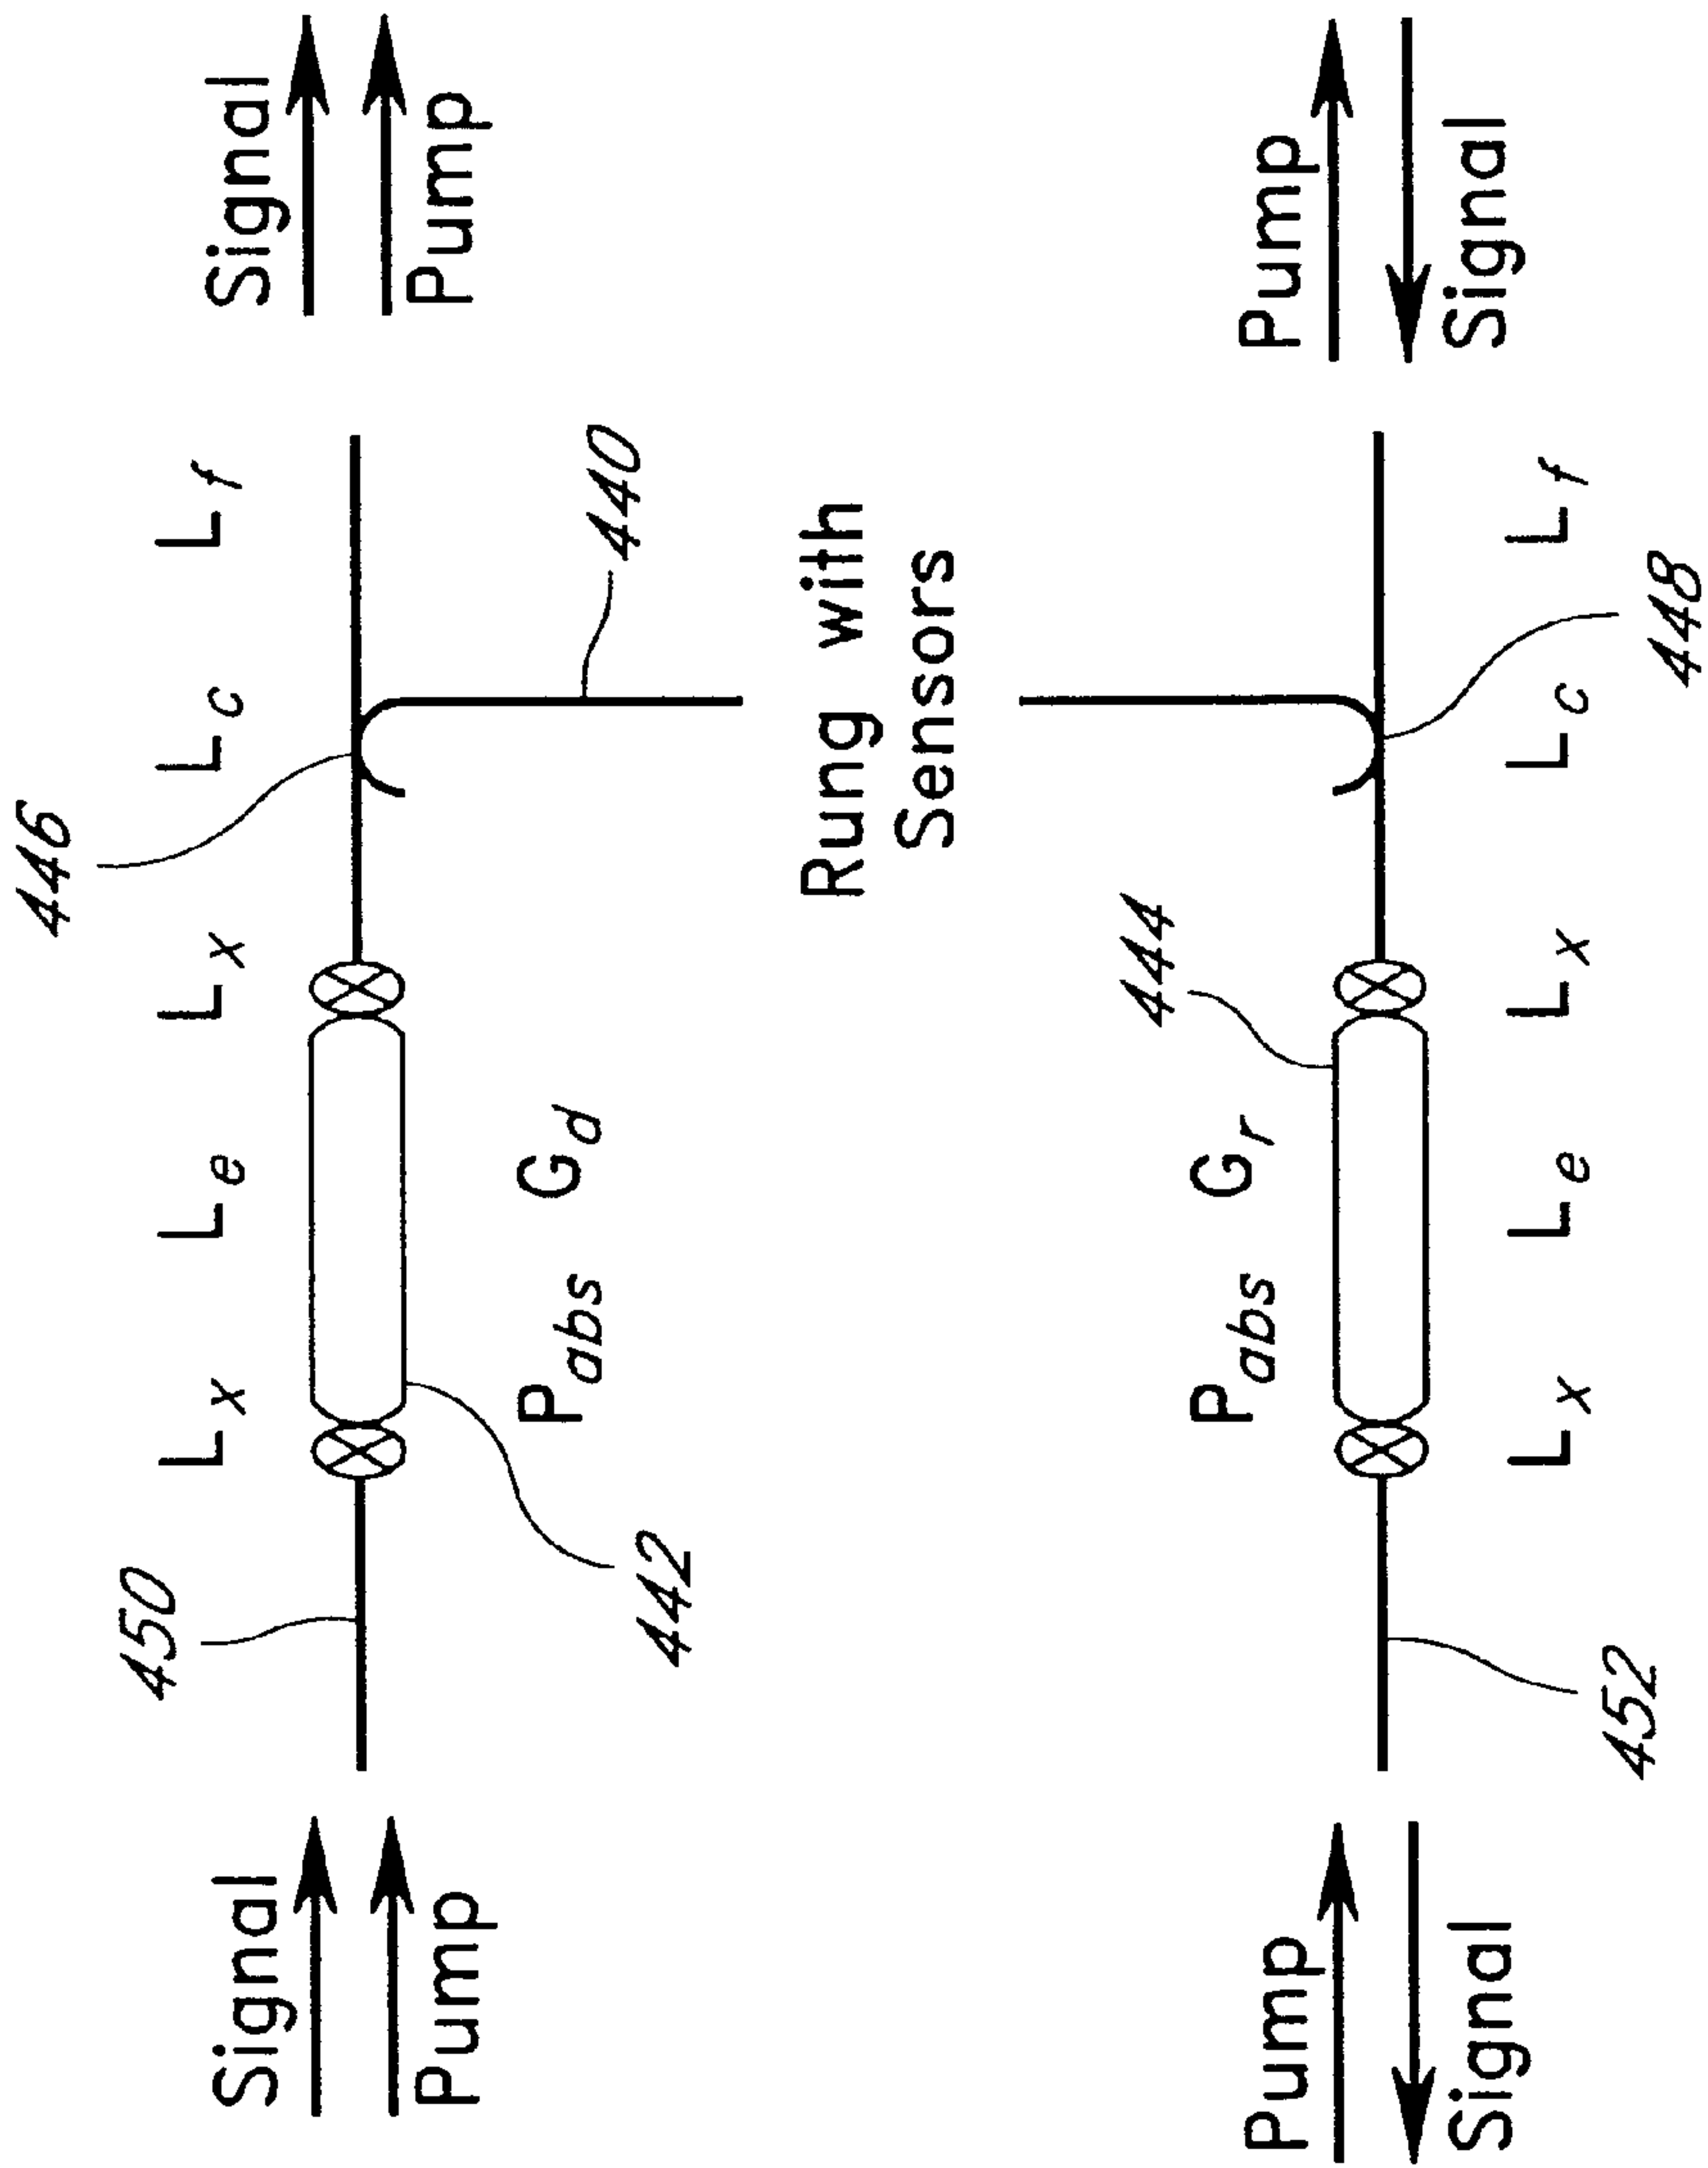 446
450
L_x L_e L_x L_c L_f
Signal Signal
Pump Pump
442
P_abs G_d
440
Rung with
Sensors
444
P_abs G_r
Pump Pump
Signal Signal
L_x L_e L_x L_c L_f
452
448